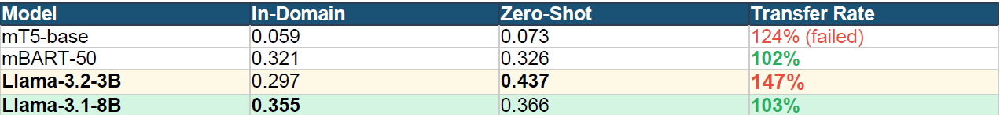 Model In-Domain Zero-Shot Transfer Rate
mT5-base 0.059 0.073 124% (failed)
mBART-50 0.321 0.326 102%
Llama-3.2-3B 0.297 0.437 147%
Llama-3.1-8B 0.355 0.366 103%